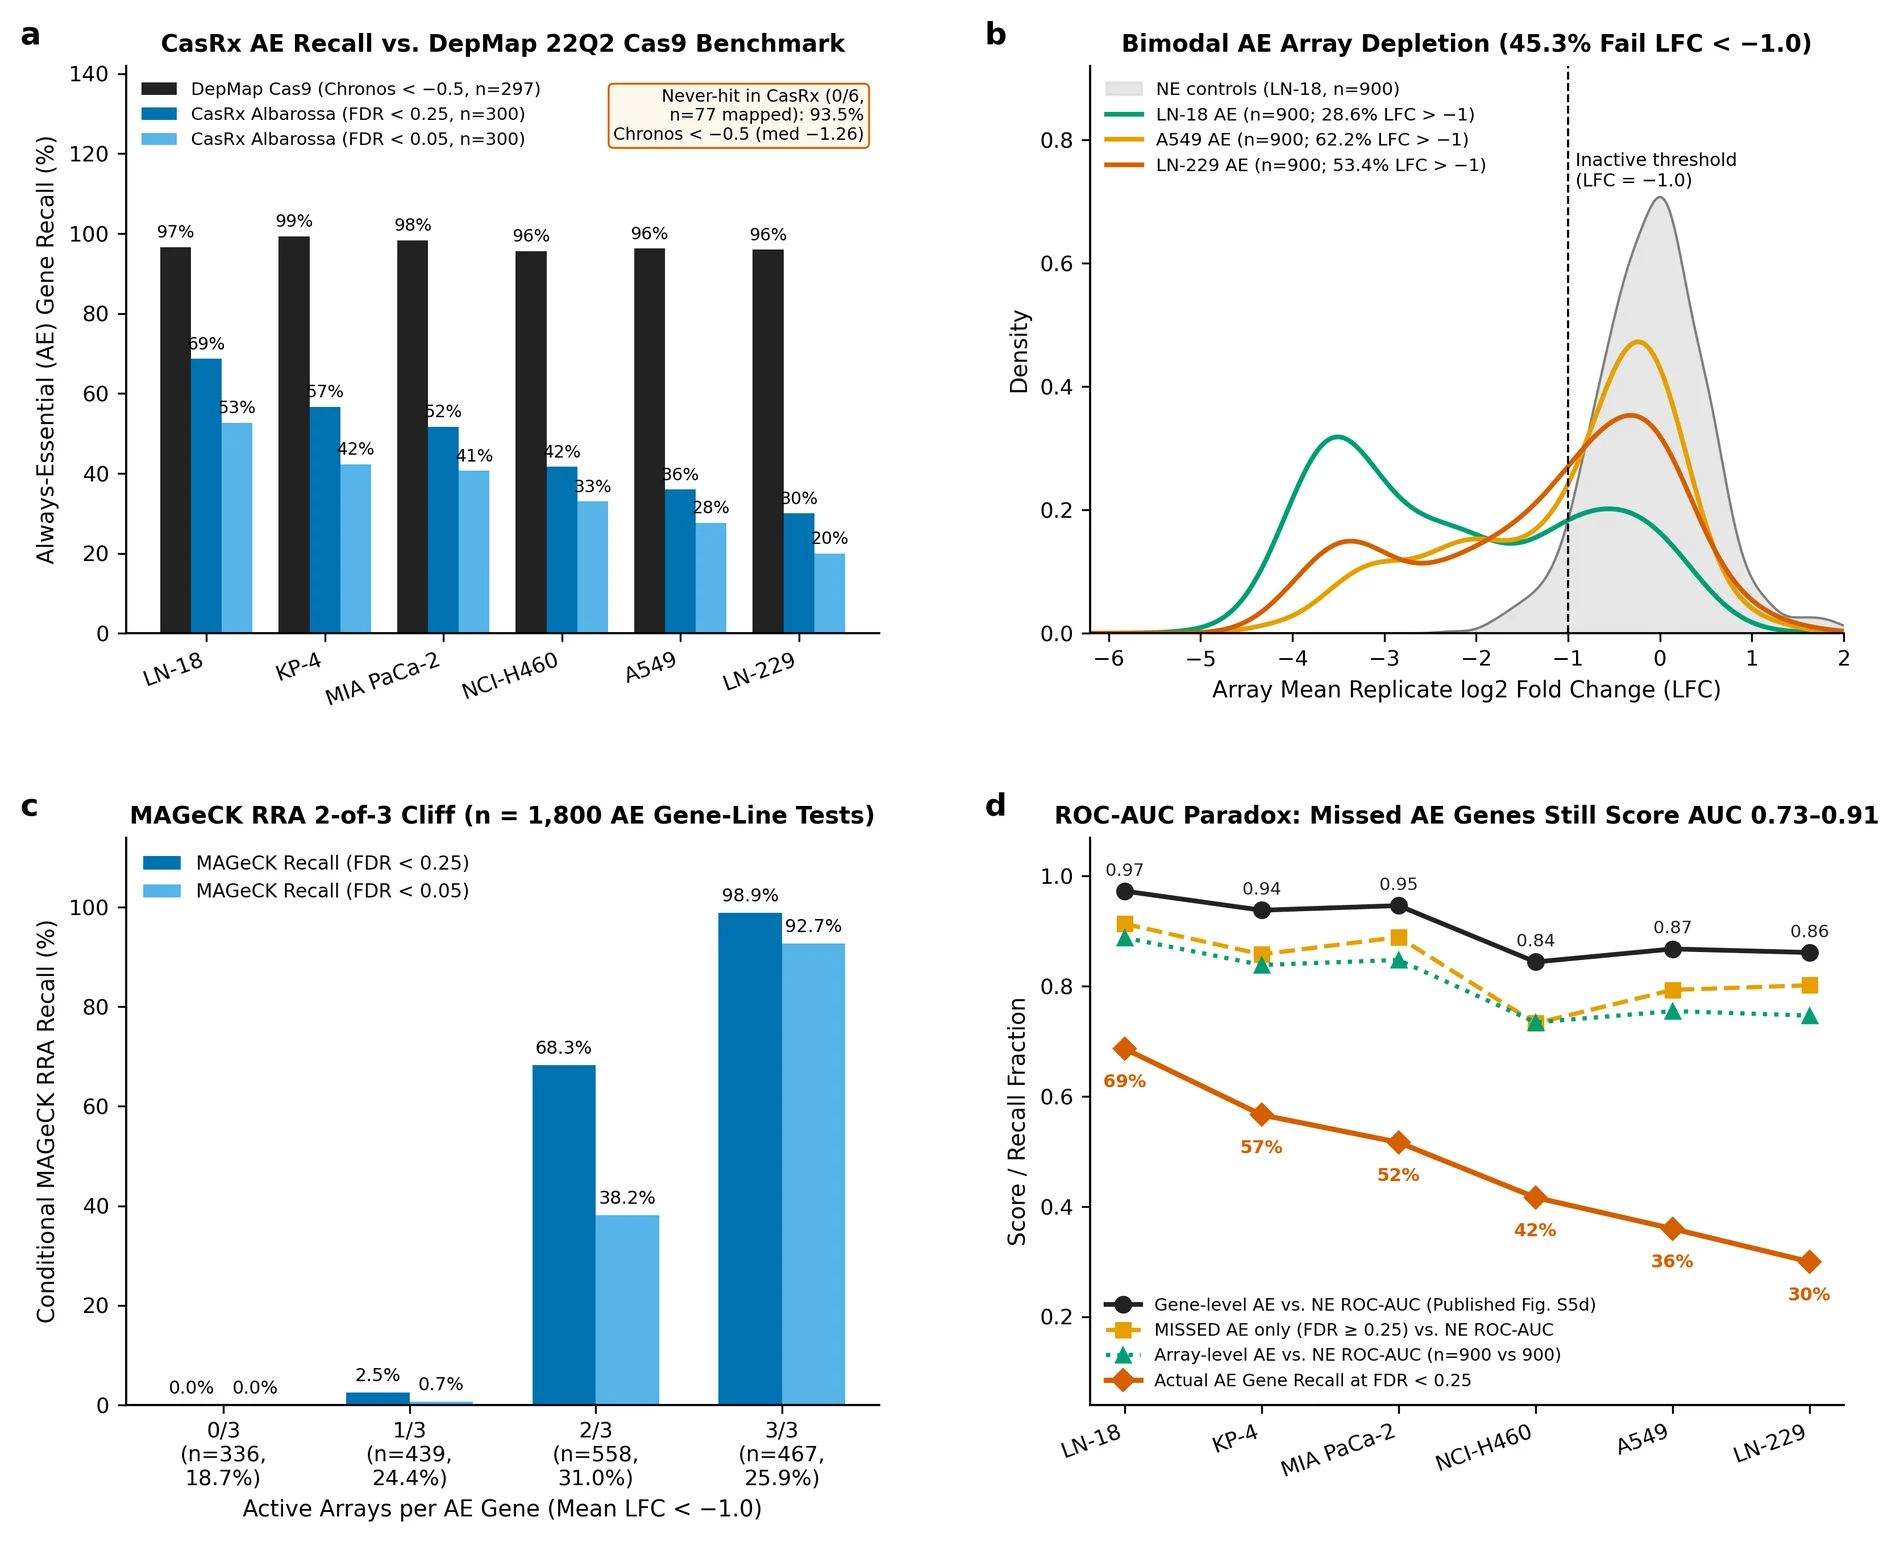 a
CasRx AE Recall vs. DepMap 22Q2 Cas9 Benchmark
Always-Essential (AE) Gene Recall (%)
140
120
100
80
60
40
20
0
DepMap Cas9 (Chronos < −0.5, n=297)
CasRx Albarossa (FDR < 0.25, n=300)
CasRx Albarossa (FDR < 0.05, n=300)
Never-hit in CasRx (0/6,
n=77 mapped): 93.5%
Chronos < −0.5 (med −1.26)
97%
69%
53%
99%
57%
42%
98%
52%
41%
96%
42%
33%
96%
36%
28%
96%
30%
20%
LN-18
KP-4
MIA PaCa-2
NCI-H460
A549
LN-229
b
Bimodal AE Array Depletion (45.3% Fail LFC < −1.0)
Density
0.8
0.6
0.4
0.2
0.0
NE controls (LN-18, n=900)
LN-18 AE (n=900; 28.6% LFC > −1)
A549 AE (n=900; 62.2% LFC > −1)
LN-229 AE (n=900; 53.4% LFC > −1)
Inactive threshold
(LFC = −1.0)
−6
−5
−4
−3
−2
−1
0
1
2
Array Mean Replicate log2 Fold Change (LFC)
c
MAGeCK RRA 2-of-3 Cliff (n = 1,800 AE Gene-Line Tests)
Conditional MAGeCK RRA Recall (%)
100
80
60
40
20
0
MAGeCK Recall (FDR < 0.25)
MAGeCK Recall (FDR < 0.05)
0.0%
0.0%
2.5%
0.7%
68.3%
38.2%
98.9%
92.7%
0/3
(n=336,
18.7%)
1/3
(n=439,
24.4%)
2/3
(n=558,
31.0%)
3/3
(n=467,
25.9%)
Active Arrays per AE Gene (Mean LFC < −1.0)
d
ROC-AUC Paradox: Missed AE Genes Still Score AUC 0.73–0.91
Score / Recall Fraction
1.0
0.8
0.6
0.4
0.2
0.97
0.94
0.95
0.84
0.87
0.86
69%
57%
52%
42%
36%
30%
Gene-level AE vs. NE ROC-AUC (Published Fig. S5d)
MISSED AE only (FDR ≥ 0.25) vs. NE ROC-AUC
Array-level AE vs. NE ROC-AUC (n=900 vs 900)
Actual AE Gene Recall at FDR < 0.25
LN-18
KP-4
MIA PaCa-2
NCI-H460
A549
LN-229